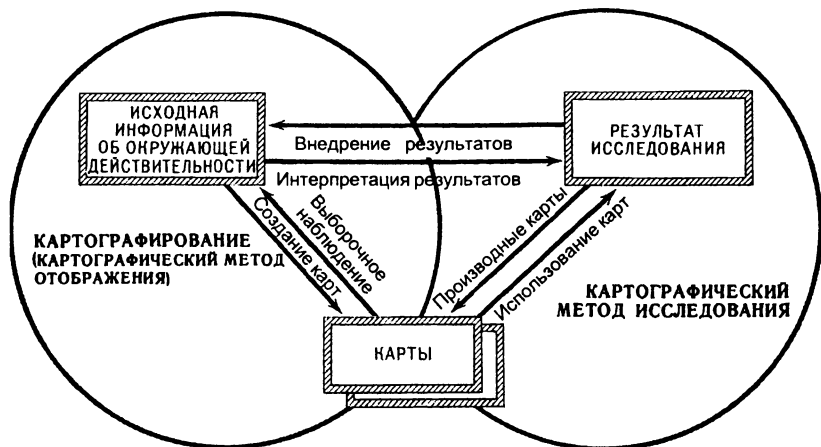 ИСХОДНАЯ
ИНФОРМАЦИЯ
ОБ ОКРУЖАЮЩЕЙ
ДЕЙСТВИТЕЛЬНОСТИ
РЕЗУЛЬТАТ
ИССЛЕДОВАНИЯ
Внедрение результатов
Интерпретация результатов
Создание карт
Выборочное
наблюдение
Производные карты
Использование карт
КАРТОГРАФИРОВАНИЕ
(КАРТОГРАФИЧЕСКИЙ МЕТОД
ОТОБРАЖЕНИЯ)
КАРТОГРАФИЧЕСКИЙ
МЕТОД ИССЛЕДОВАНИЯ
КАРТЫ